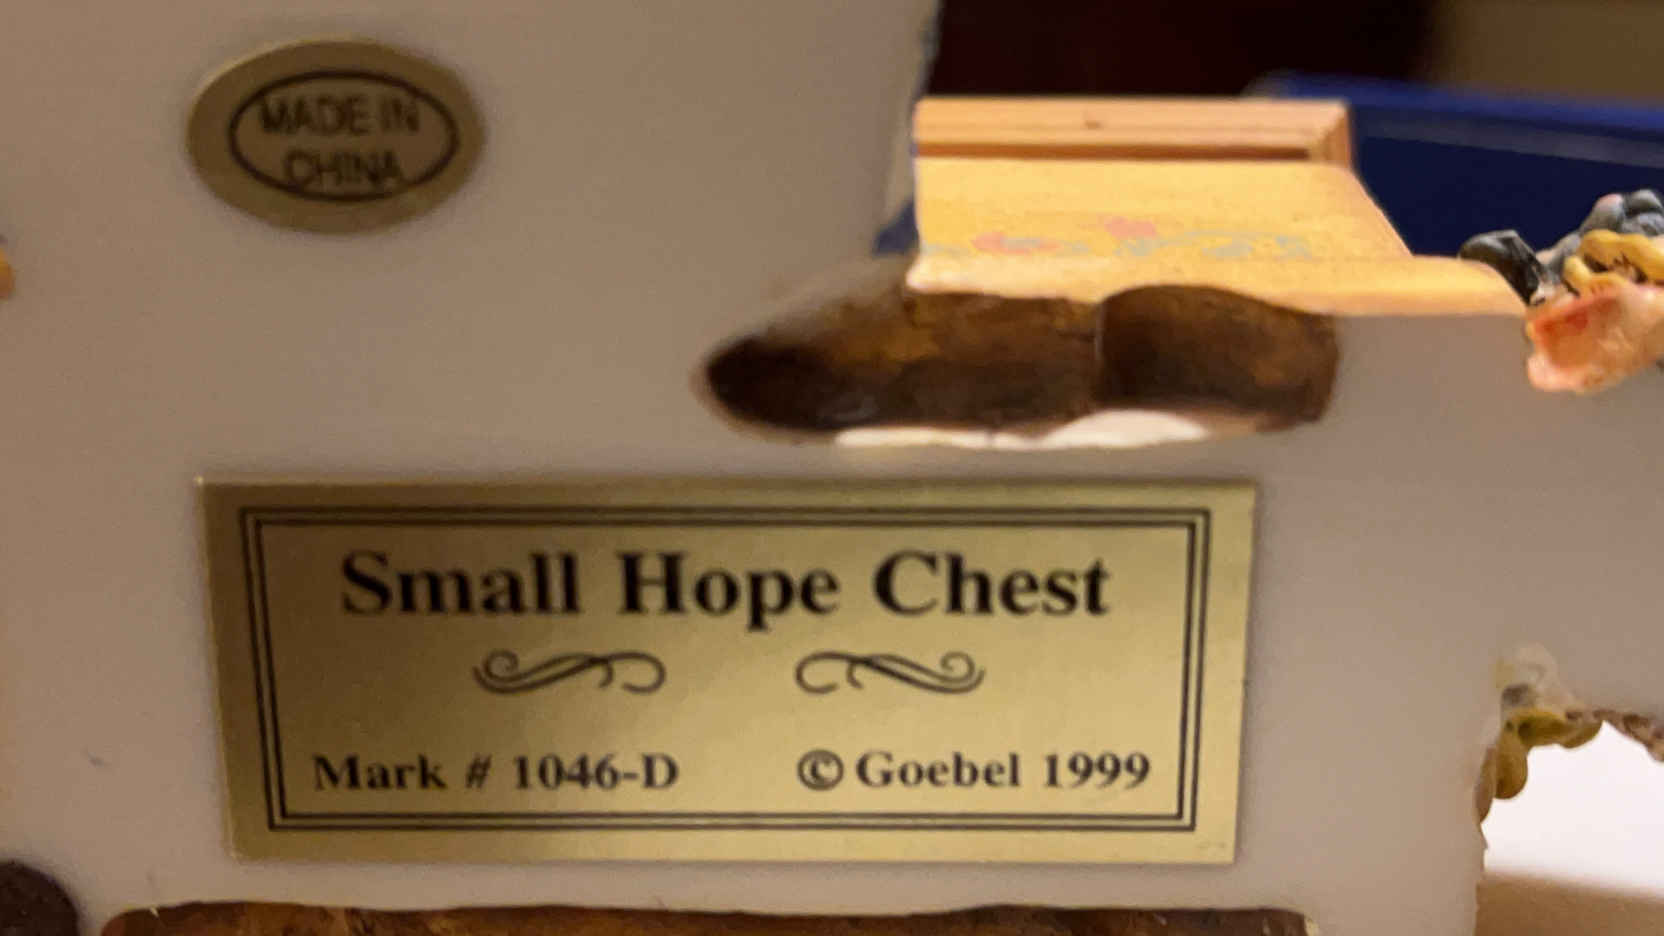 MADE IN
CHINA
Small Hope Chest
Mark # 1046-D ©Goebel 1999